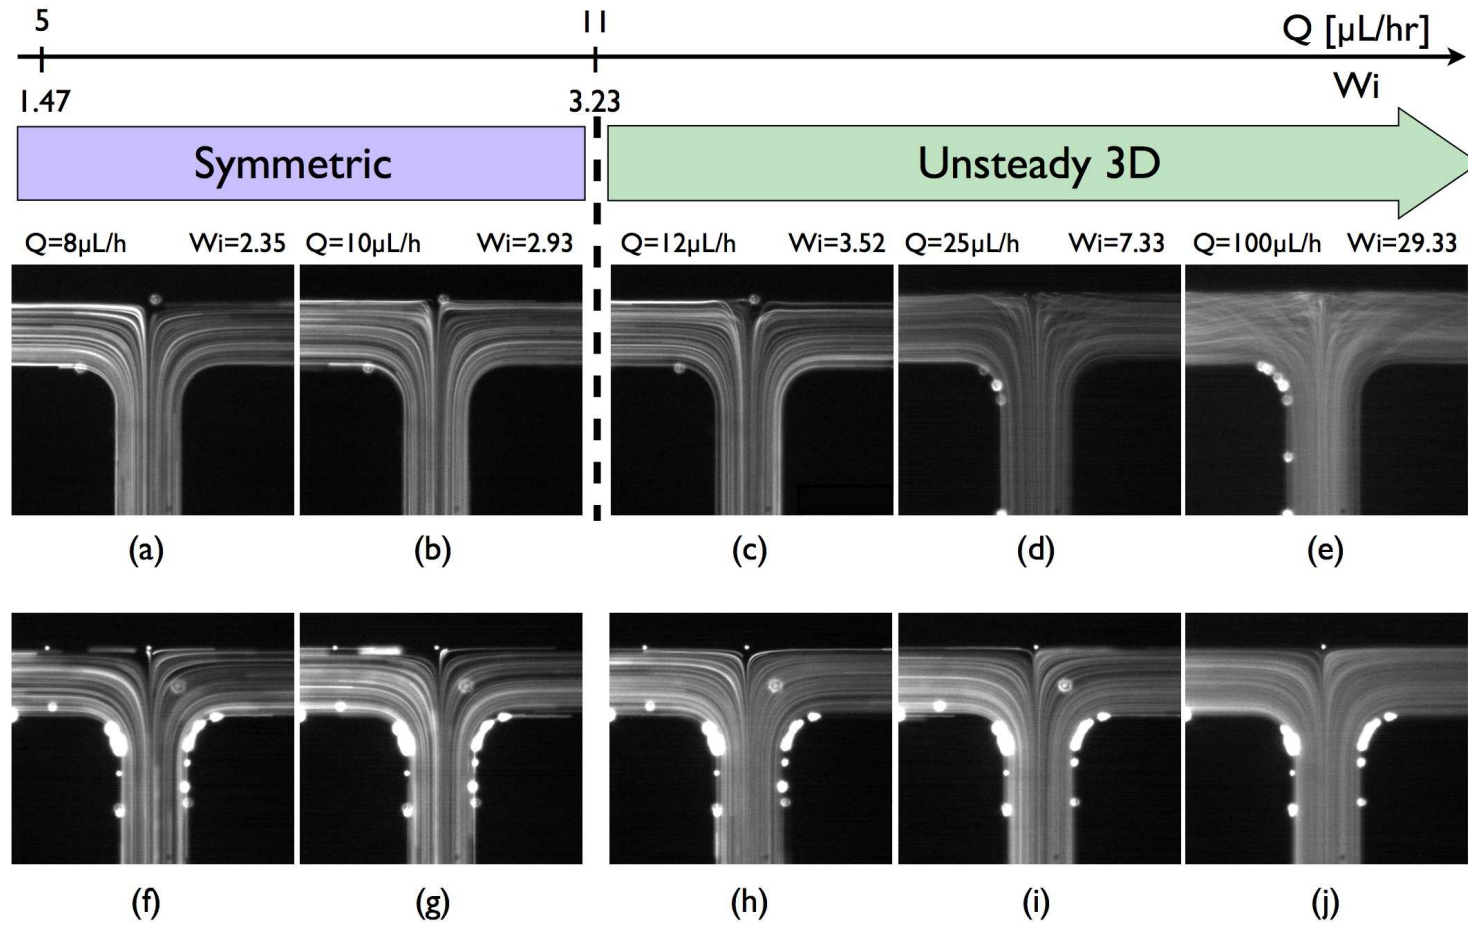 5 11 Q [µL/hr]
1.47 3.23 Wi
Symmetric Unsteady 3D
Q=8µL/h Wi=2.35 Q=10µL/h Wi=2.93 Q=12µL/h Wi=3.52 Q=25µL/h Wi=7.33 Q=100µL/h Wi=29.33
(a) (b) (c) (d) (e)
(f) (g) (h) (i) (j)